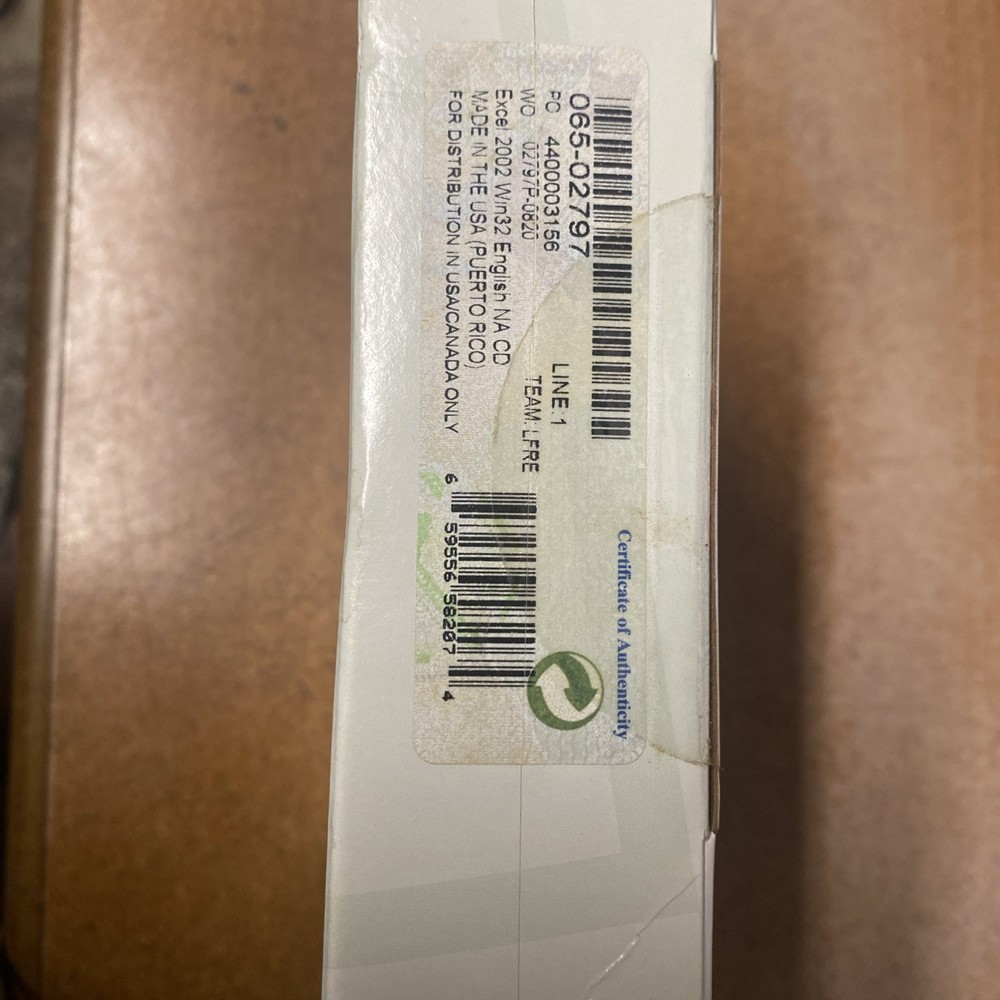 065-02797
PO 4400003156
LINE:1
WO 02797P-0820
TEAM: LFRE
Excel 2002 Win32 English NA CD
MADE IN THE USA (PUERTO RICO)
FOR DISTRIBUTION IN USA/CANADA ONLY
Certificate of Authenticity
6 59556 58207 4